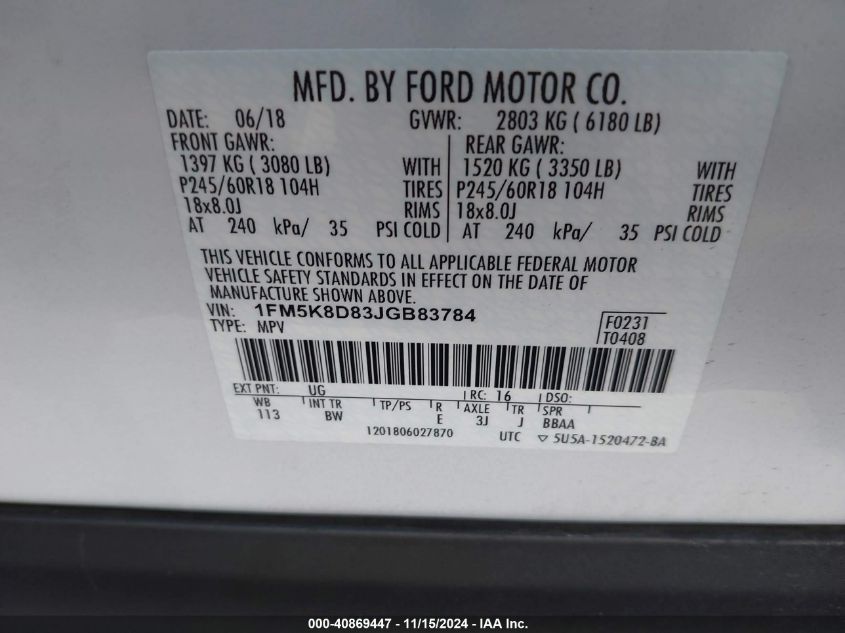 MFD. BY FORD MOTOR CO.
DATE: 06/18 GVWR: 2803 KG ( 6180 LB)
FRONT GAWR: REAR GAWR:
1397 KG ( 3080 LB) WITH 1520 KG ( 3350 LB) WITH
P245/60R18 104H TIRES P245/60R18 104H TIRES
18x8.0J RIMS 18x8.0J RIMS
AT 240 kPa/ 35 PSI COLD AT 240 kPa/ 35 PSI COLD
THIS VEHICLE CONFORMS TO ALL APPLICABLE FEDERAL MOTOR
VEHICLE SAFETY STANDARDS IN EFFECT ON THE DATE OF
MANUFACTURE SHOWN ABOVE.
VIN: 1FM5K8D83JGB83784 F0231
TYPE: MPV T0408
EXT PNT: UG RC: 16 DSO:
WB INT TR TP/PS R AXLE TR SPR
113 BW E 3J J BBAA
1201806027870 UTC ▽ 5U5A-1520472-BA
000-40869447 - 11/15/2024 - IAA Inc.